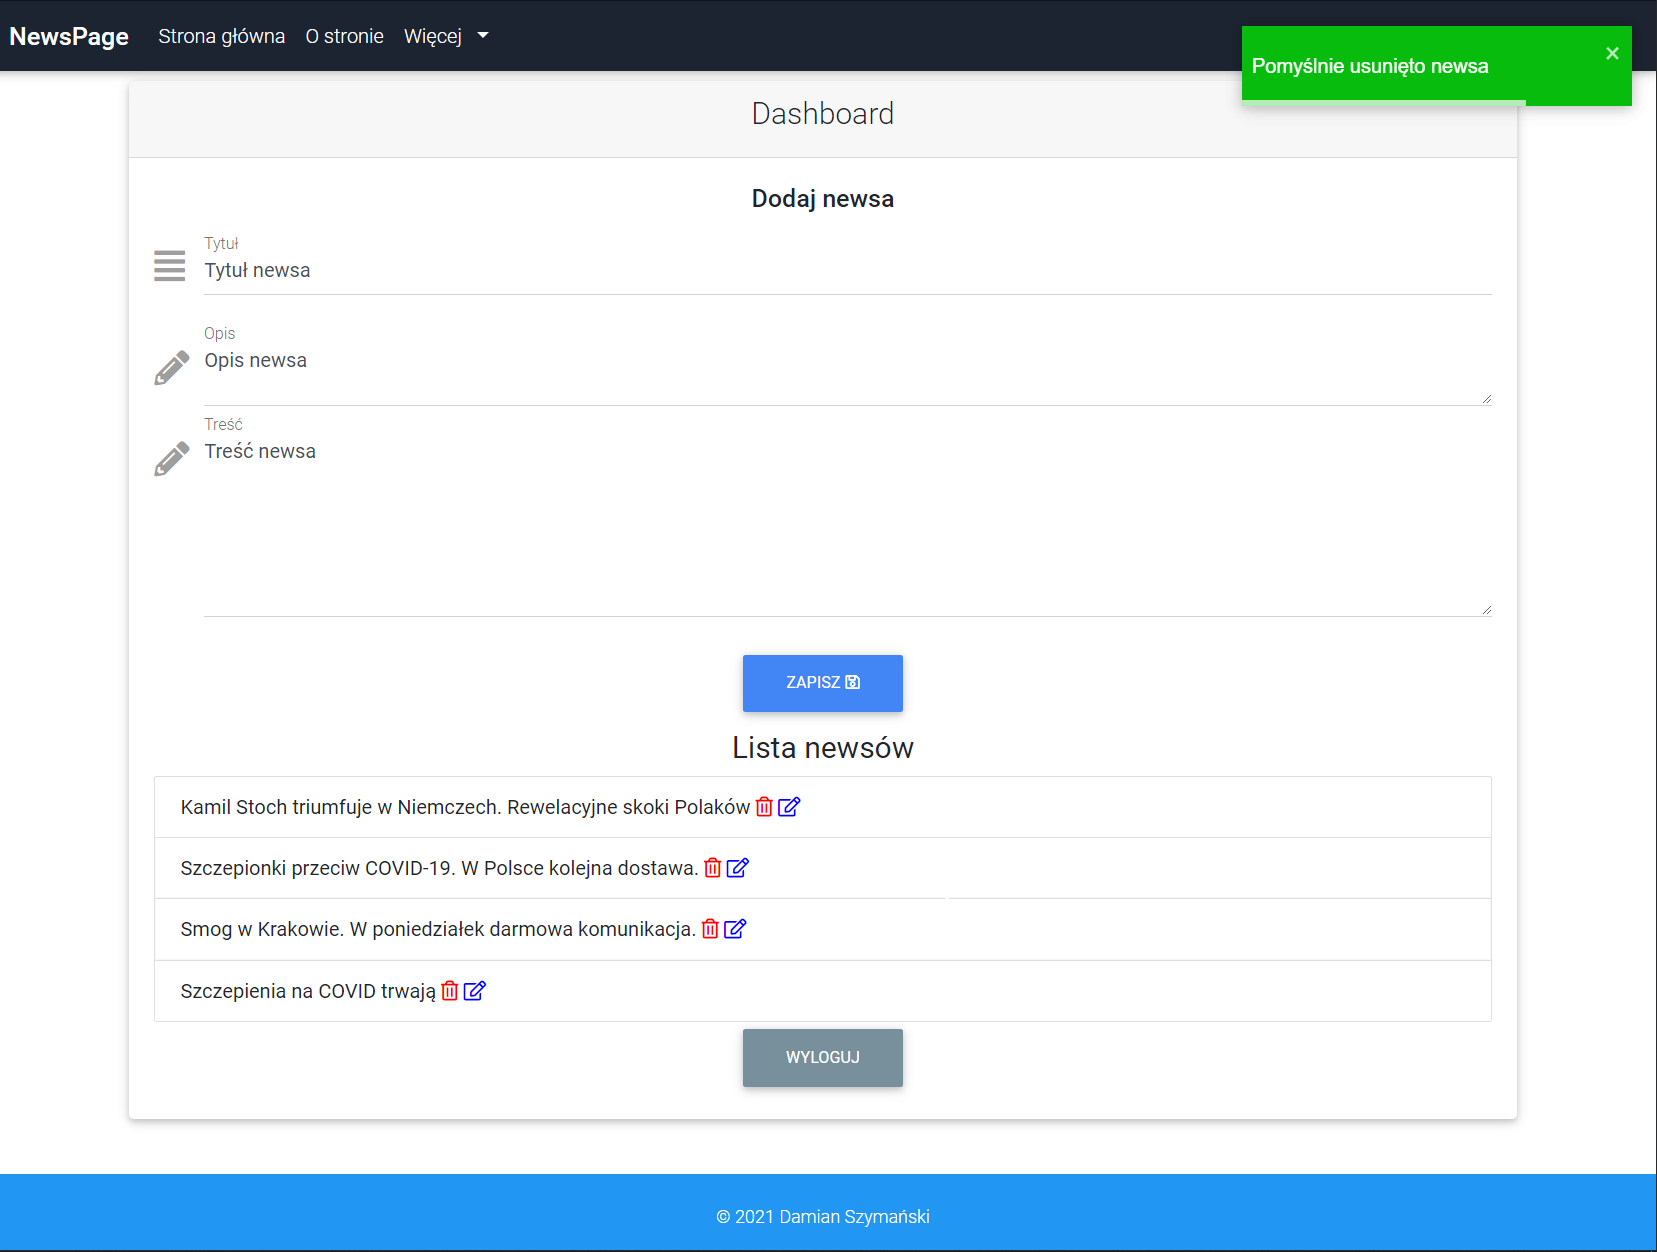 NewsPage Strona główna O stronie Więcej
Pomyślnie usunięto newsa ×
Dashboard
Dodaj newsa
Tytuł
Tytuł newsa
Opis
Opis newsa
Treść
Treść newsa
ZAPISZ
Lista newsów
Kamil Stoch triumfuje w Niemczech. Rewelacyjne skoki Polaków
Szczepionki przeciw COVID-19. W Polsce kolejna dostawa.
Smog w Krakowie. W poniedziałek darmowa komunikacja.
Szczepienia na COVID trwają
WYLOGUJ
© 2021 Damian Szymański